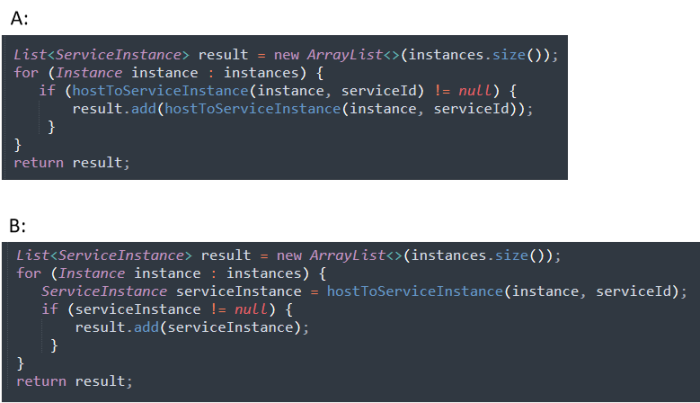 A:
List<ServiceInstance> result = new ArrayList<>(instances.size());
for (Instance instance : instances) {
if (hostToServiceInstance(instance, serviceId) != null) {
result.add(hostToServiceInstance(instance, serviceId));
}
}
return result;
B:
List<ServiceInstance> result = new ArrayList<>(instances.size());
for (Instance instance : instances) {
ServiceInstance serviceInstance = hostToServiceInstance(instance, serviceId);
if (serviceInstance != null) {
result.add(serviceInstance);
}
}
return result;